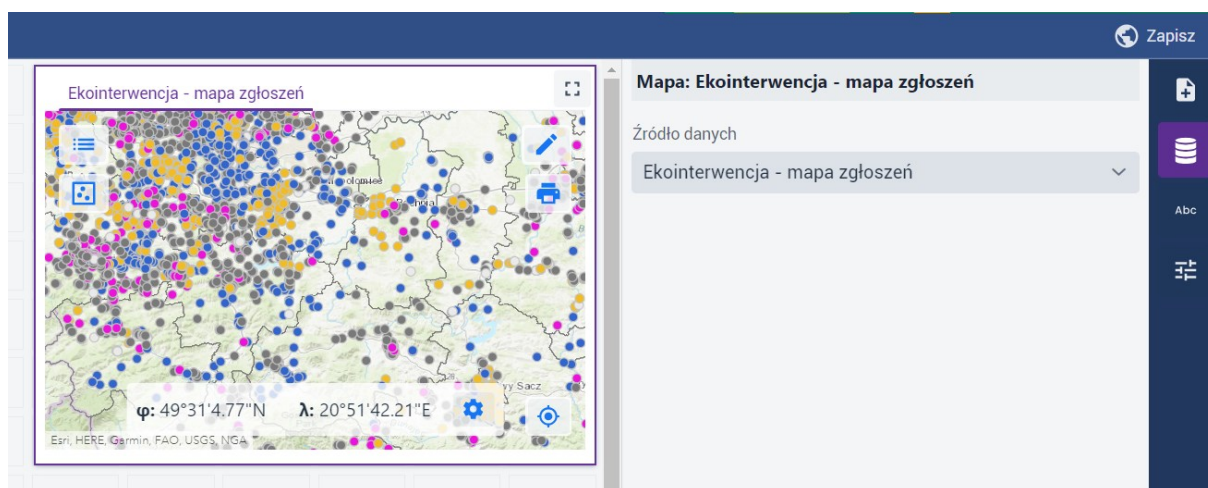 Zapisz
Ekointerwencja - mapa zgłoszeń
φ: 49°31'4.77"N λ: 20°51'42.21"E
Esri, HERE, Garmin, FAO, USGS, NGA
Mapa: Ekointerwencja - mapa zgłoszeń
Źródło danych
Ekointerwencja - mapa zgłoszeń
Abc